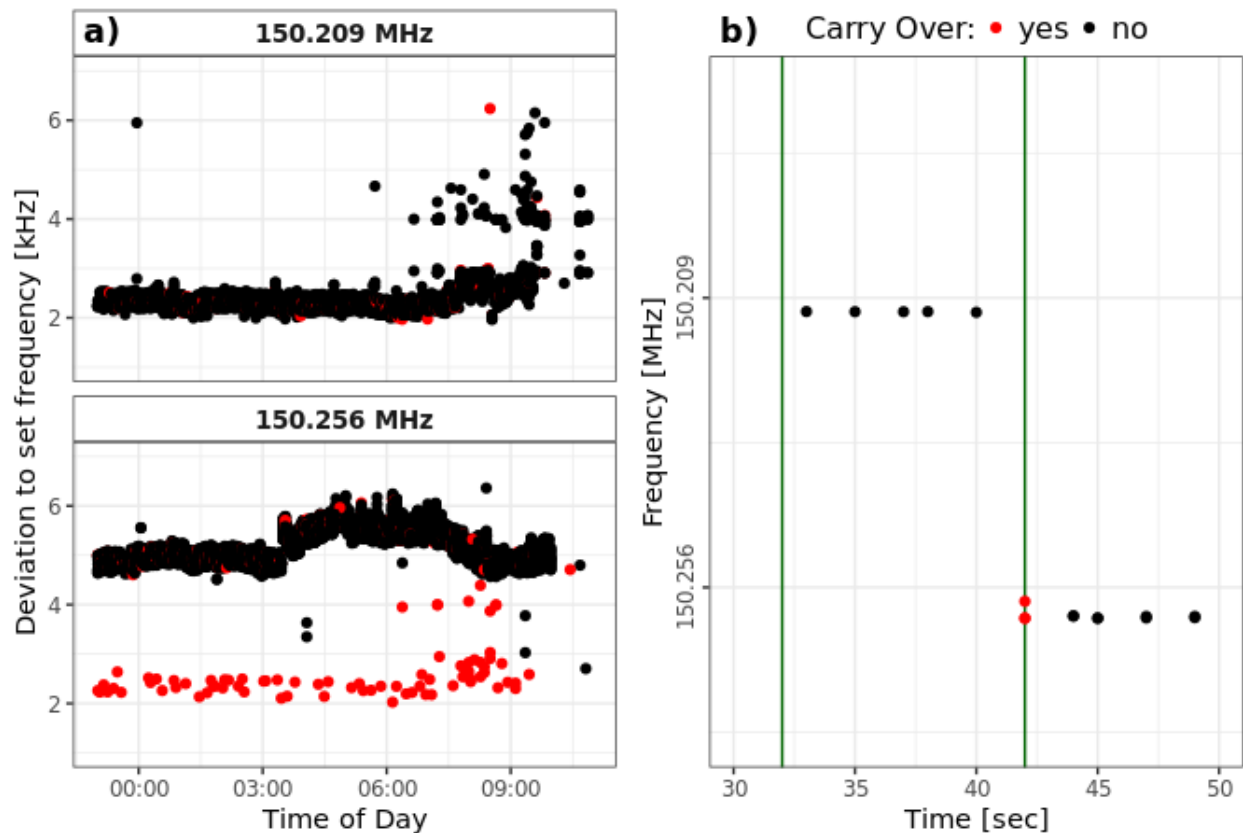 a)
150.209 MHz
6
4
2
150.256 MHz
6
4
2
00:00 03:00 06:00 09:00
Time of Day
Deviation to set frequency [kHz]
b) Carry Over: yes no
150.209
150.256
Frequency [MHz]
30 35 40 45 50
Time [sec]